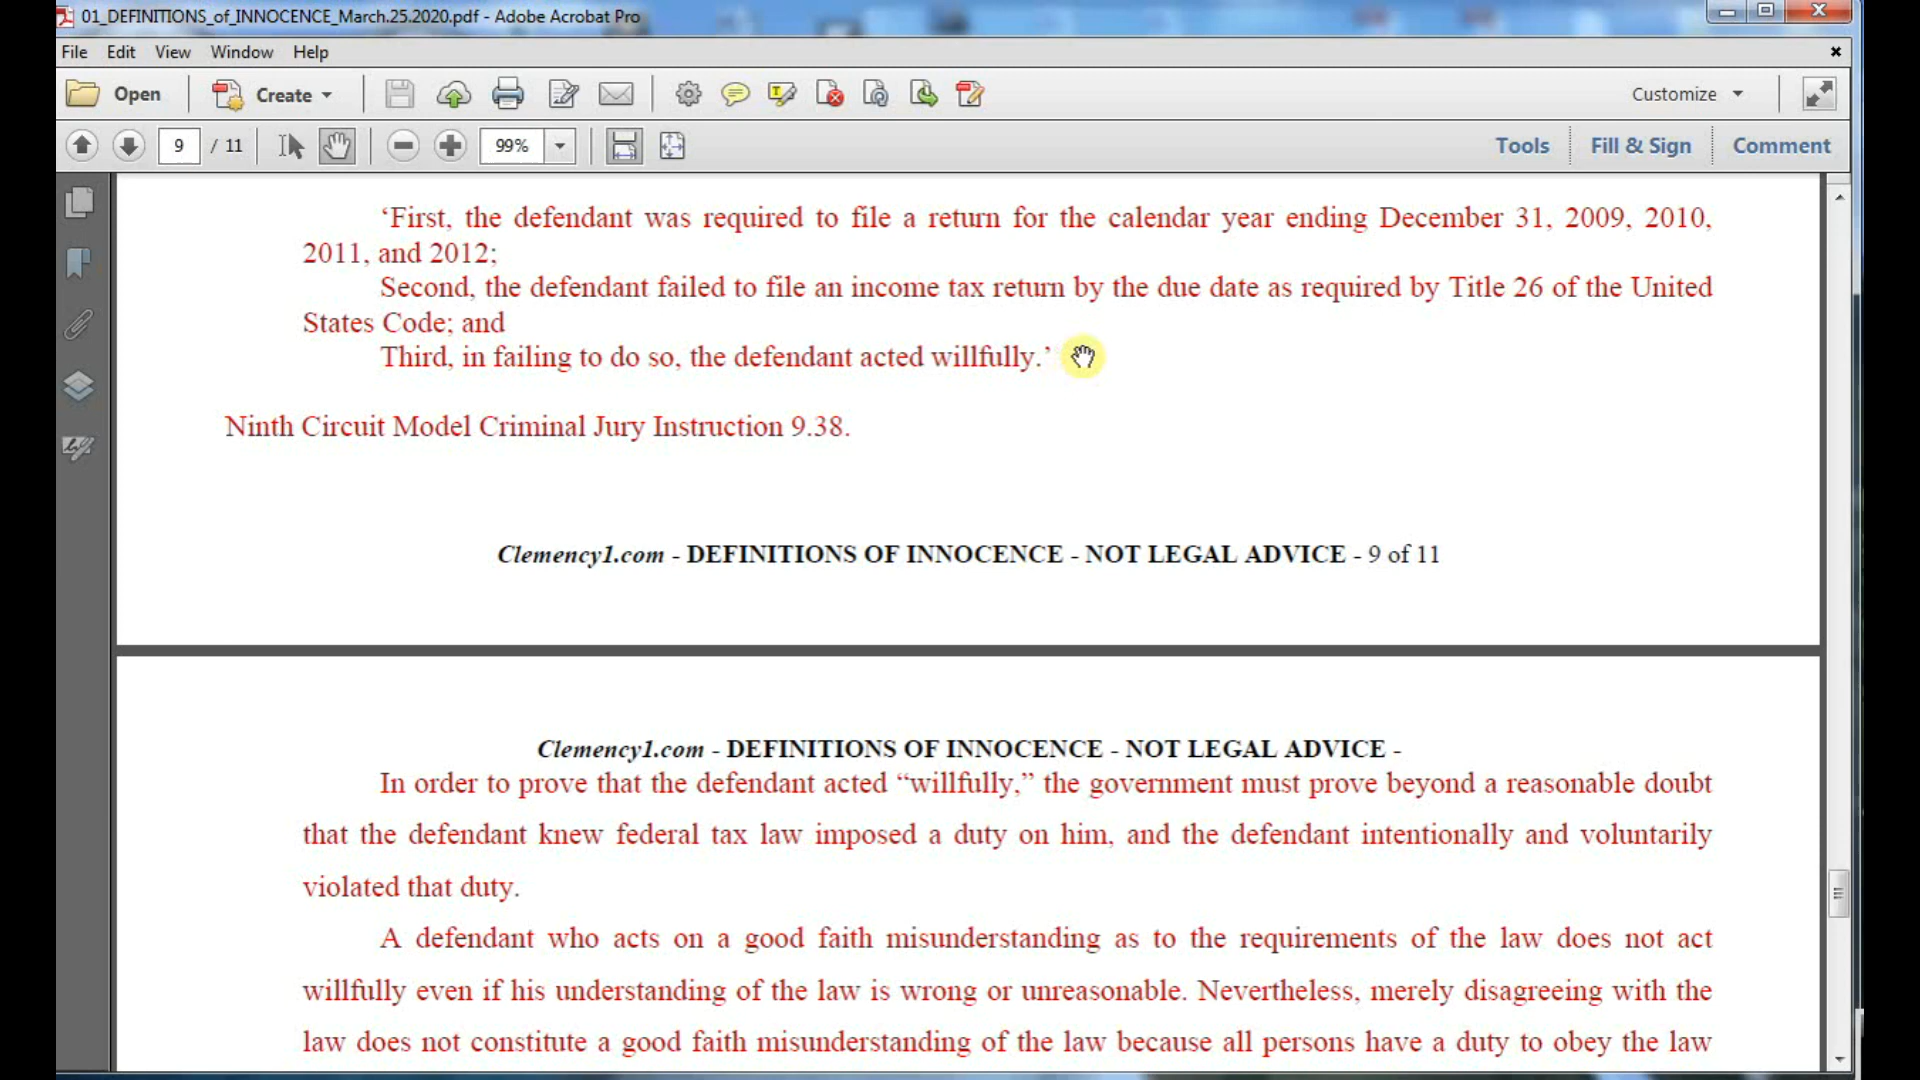 01_DEFINITIONS_of_INNOCENCE_March.25.2020.pdf - Adobe Acrobat Pro
File Edit View Window Help
Open Create Customize
9 / 11 99% Tools Fill & Sign Comment
‘First, the defendant was required to file a return for the calendar year ending December 31, 2009, 2010,
2011, and 2012;
Second, the defendant failed to file an income tax return by the due date as required by Title 26 of the United
States Code; and
Third, in failing to do so, the defendant acted willfully.’
Ninth Circuit Model Criminal Jury Instruction 9.38.
Clemency1.com - DEFINITIONS OF INNOCENCE - NOT LEGAL ADVICE - 9 of 11
Clemency1.com - DEFINITIONS OF INNOCENCE - NOT LEGAL ADVICE -
In order to prove that the defendant acted “willfully,” the government must prove beyond a reasonable doubt
that the defendant knew federal tax law imposed a duty on him, and the defendant intentionally and voluntarily
violated that duty.
A defendant who acts on a good faith misunderstanding as to the requirements of the law does not act
willfully even if his understanding of the law is wrong or unreasonable. Nevertheless, merely disagreeing with the
law does not constitute a good faith misunderstanding of the law because all persons have a duty to obey the law